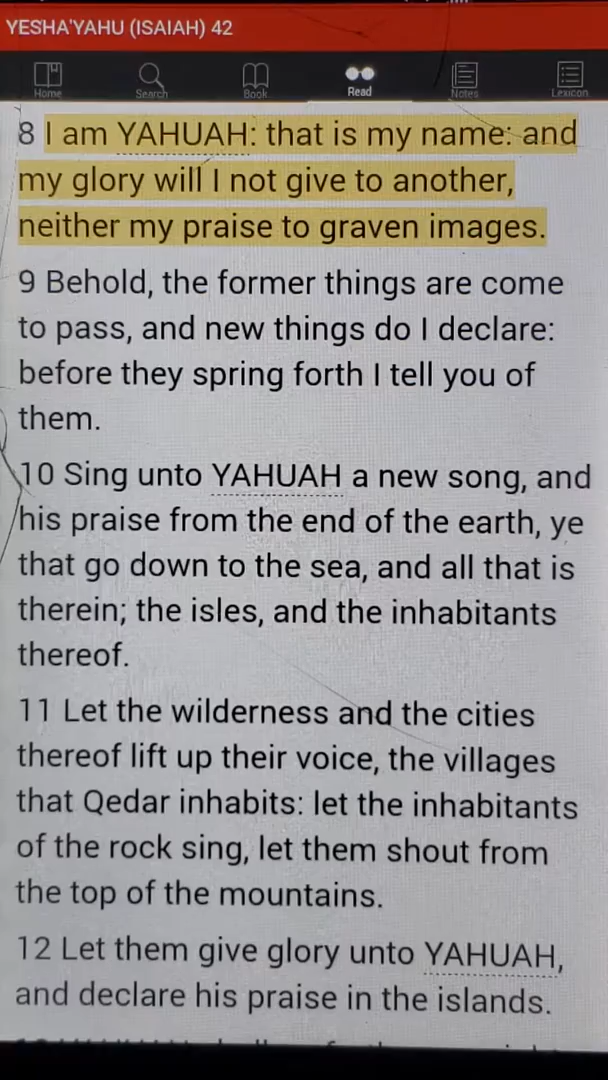 YESHA'YAHU (ISAIAH) 42
Home Search Book Read Notes Lexicon
8 I am YAHUAH: that is my name: and
my glory will I not give to another,
neither my praise to graven images.
9 Behold, the former things are come
to pass, and new things do I declare:
before they spring forth I tell you of
them.
10 Sing unto YAHUAH a new song, and
his praise from the end of the earth, ye
that go down to the sea, and all that is
therein; the isles, and the inhabitants
thereof.
11 Let the wilderness and the cities
thereof lift up their voice, the villages
that Qedar inhabits: let the inhabitants
of the rock sing, let them shout from
the top of the mountains.
12 Let them give glory unto YAHUAH,
and declare his praise in the islands.